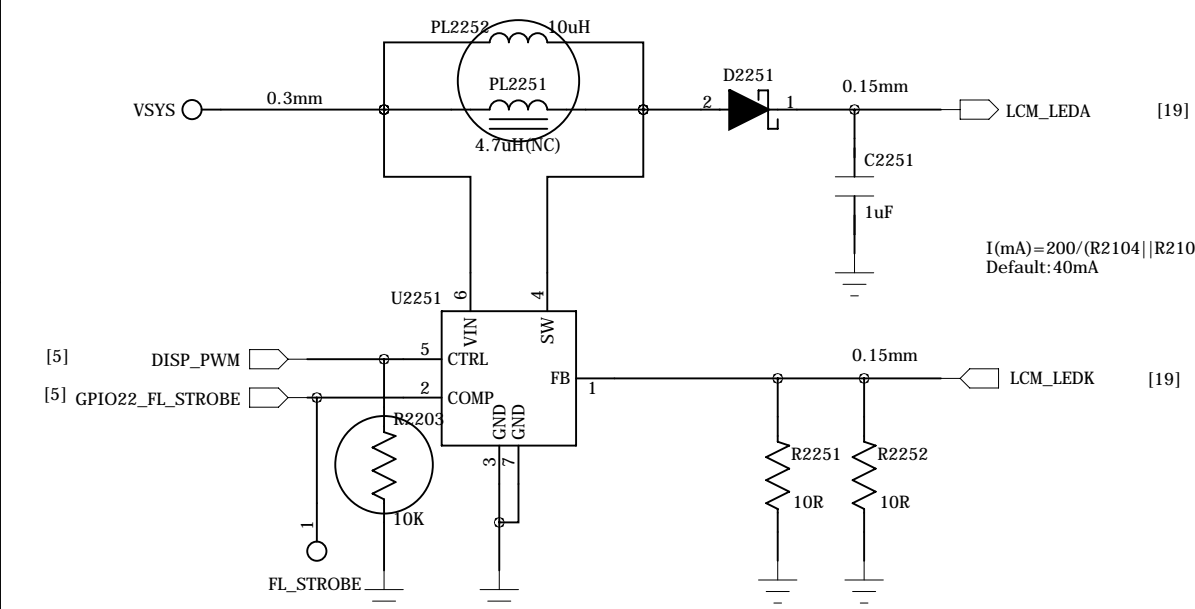 PL2252 10uH
PL2251
4.7uH(NC)
VSYS 0.3mm
D2251
2 1
0.15mm
LCM_LEDA [19]
C2251
1uF
I(mA)=200/(R2104||R210
Default:40mA
U2251
6 4
VIN SW
[5] DISP_PWM 5 CTRL
[5] GPIO22_FL_STROBE 2 COMP
FB 1
0.15mm
LCM_LEDK [19]
GND GND
3 7
R2203
10K
1
FL_STROBE
R2251
10R
R2252
10R